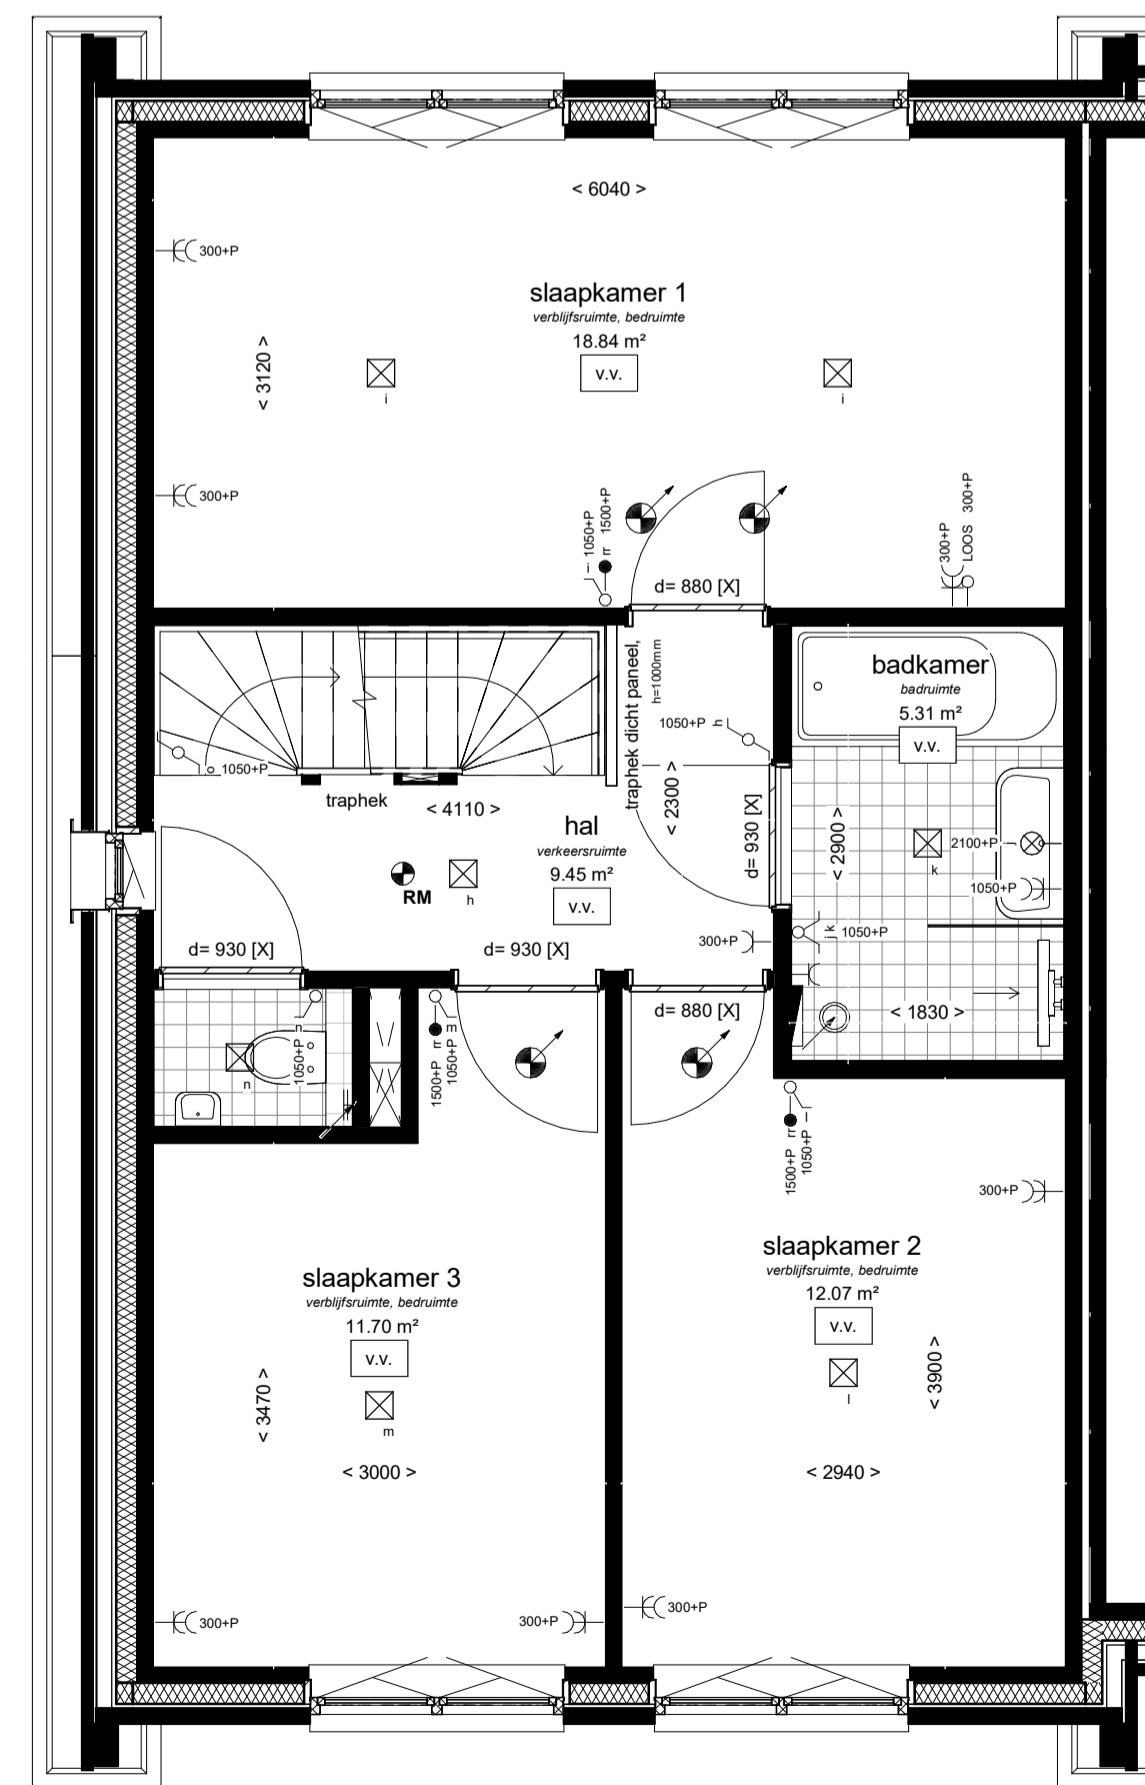 < 6040 >
300+P
slaapkamer 1
verblijfsruimte, bedruimte
18.84 m²
v.v.
< 3120 >
i
i
300+P
1050+P i
1500+P rr
300+P
LOOS 300+P
d= 880 [X]
traphek dicht paneel,
h=1000mm
1050+P h
badkamer
badruimte
5.31 m²
v.v.
1050+P
traphek
< 4110 >
< 2300 >
d= 930 [X]
< 2900 >
hal
verkeersruimte
9.45 m²
v.v.
RM
h
2100+P j
k
1050+P
300+P
j k 1050+P
d= 930 [X]
d= 930 [X]
d= 880 [X]
< 1830 >
n
1050+P n
m
1500+P rr
1050+P
1500+P rr
1050+P l
300+P
slaapkamer 3
verblijfsruimte, bedruimte
11.70 m²
v.v.
m
< 3470 >
< 3000 >
slaapkamer 2
verblijfsruimte, bedruimte
12.07 m²
v.v.
l
< 3900 >
< 2940 >
300+P
300+P
300+P